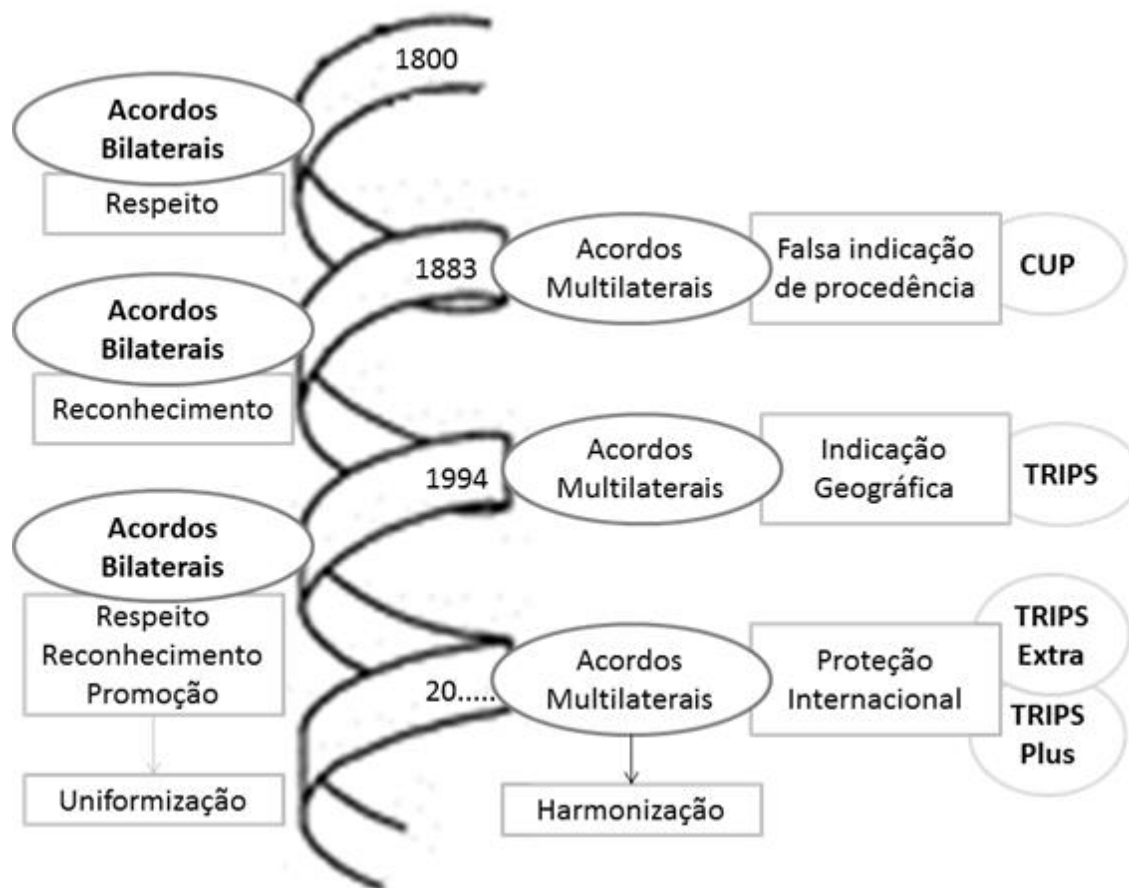 1800
Acordos
Bilaterais
Respeito
1883
Acordos
Multilaterais
Falsa indicação
de procedência
CUP
Acordos
Bilaterais
Reconhecimento
1994
Acordos
Multilaterais
Indicação
Geográfica
TRIPS
Acordos
Bilaterais
Respeito
Reconhecimento
Promoção
20.....
Acordos
Multilaterais
Proteção
Internacional
TRIPS
Extra
TRIPS
Plus
Uniformização
Harmonização